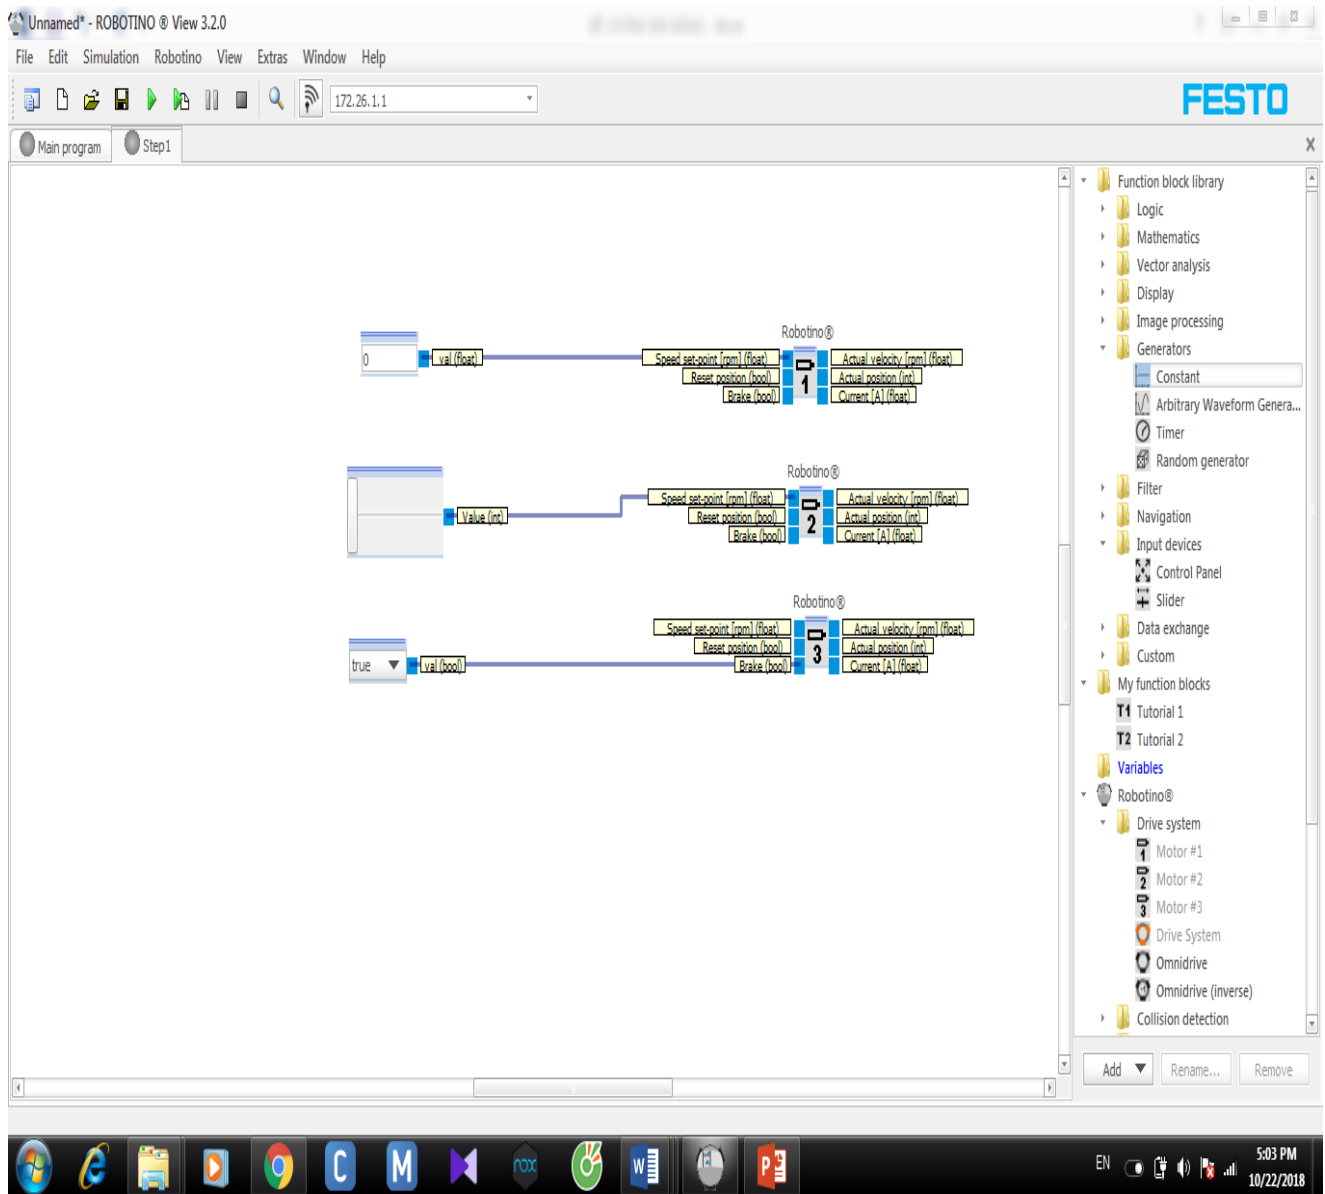 Unnamed* - ROBOTINO ® View 3.2.0
File Edit Simulation Robotino View Extras Window Help
172.26.1.1
FESTO
Main program Step1
Robotino®
0 val (float) Speed set-point [rpm] (float) 1 Actual velocity [rpm] (float)
Reset position (bool) Actual position (int)
Brake (bool) Current [A] (float)
Robotino®
Value (int) Speed set-point [rpm] (float) 2 Actual velocity [rpm] (float)
Reset position (bool) Actual position (int)
Brake (bool) Current [A] (float)
Robotino®
Speed set-point [rpm] (float) 3 Actual velocity [rpm] (float)
Reset position (bool) Actual position (int)
true val (bool) Brake (bool) Current [A] (float)
Function block library
Logic
Mathematics
Vector analysis
Display
Image processing
Generators
Constant
Arbitrary Waveform Genera...
Timer
Random generator
Filter
Navigation
Input devices
Control Panel
Slider
Data exchange
Custom
My function blocks
T1 Tutorial 1
T2 Tutorial 2
Variables
Robotino®
Drive system
1 Motor #1
2 Motor #2
3 Motor #3
Drive System
Omnidrive
Omnidrive (inverse)
Collision detection
Add Rename... Remove
C M nox W P EN 5:03 PM
10/22/2018